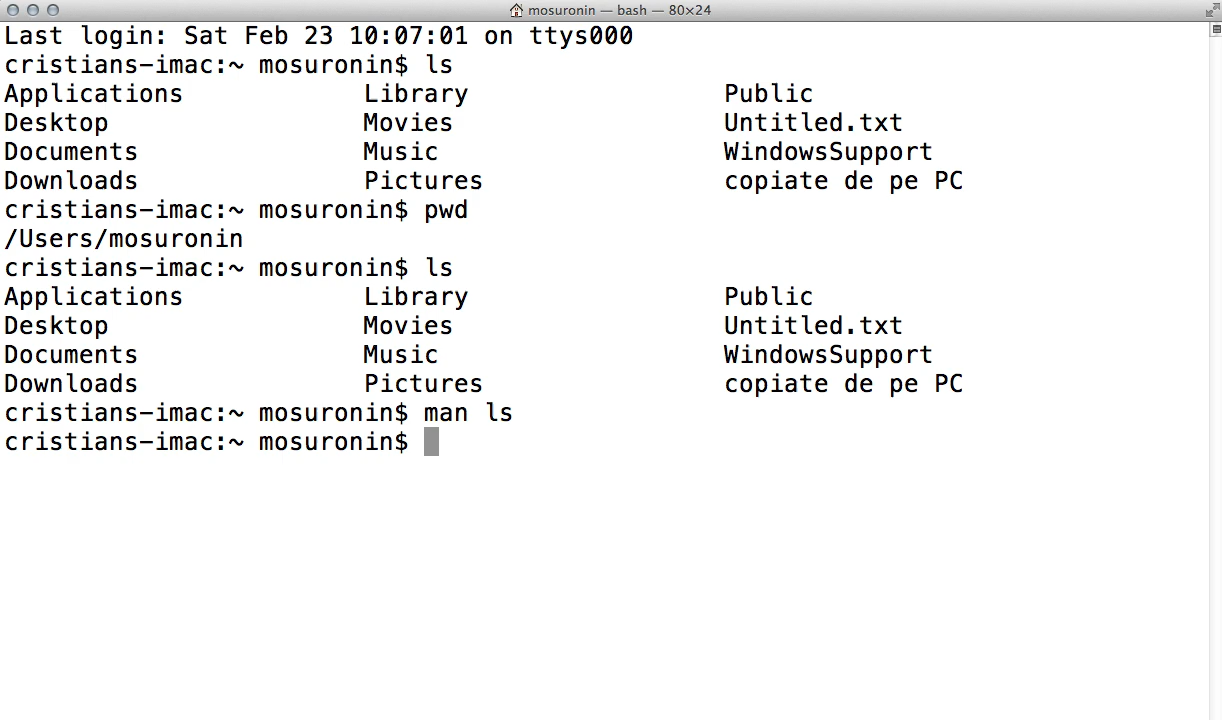 mosuronin — bash — 80×24
Last login: Sat Feb 23 10:07:01 on ttys000
cristians-imac:~ mosuronin$ ls
Applications Library Public
Desktop Movies Untitled.txt
Documents Music WindowsSupport
Downloads Pictures copiate de pe PC
cristians-imac:~ mosuronin$ pwd
/Users/mosuronin
cristians-imac:~ mosuronin$ ls
Applications Library Public
Desktop Movies Untitled.txt
Documents Music WindowsSupport
Downloads Pictures copiate de pe PC
cristians-imac:~ mosuronin$ man ls
cristians-imac:~ mosuronin$